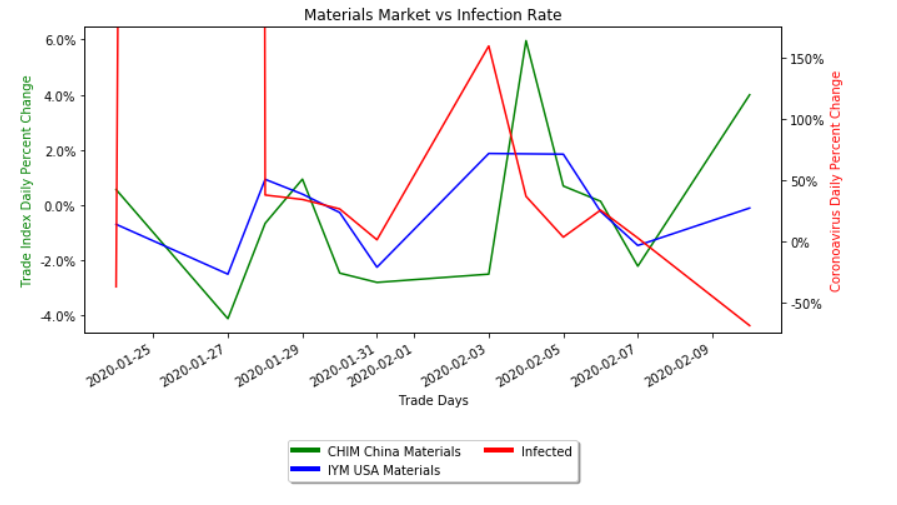 Materials Market vs Infection Rate
6.0%
4.0%
2.0%
0.0%
-2.0%
-4.0%
Trade Index Daily Percent Change
150%
100%
50%
0%
-50%
Coronoavirus Daily Percent Change
2020-01-25
2020-01-27
2020-01-29
2020-01-31
2020-02-01
2020-02-03
2020-02-05
2020-02-07
2020-02-09
Trade Days
CHIM China Materials
IYM USA Materials
Infected